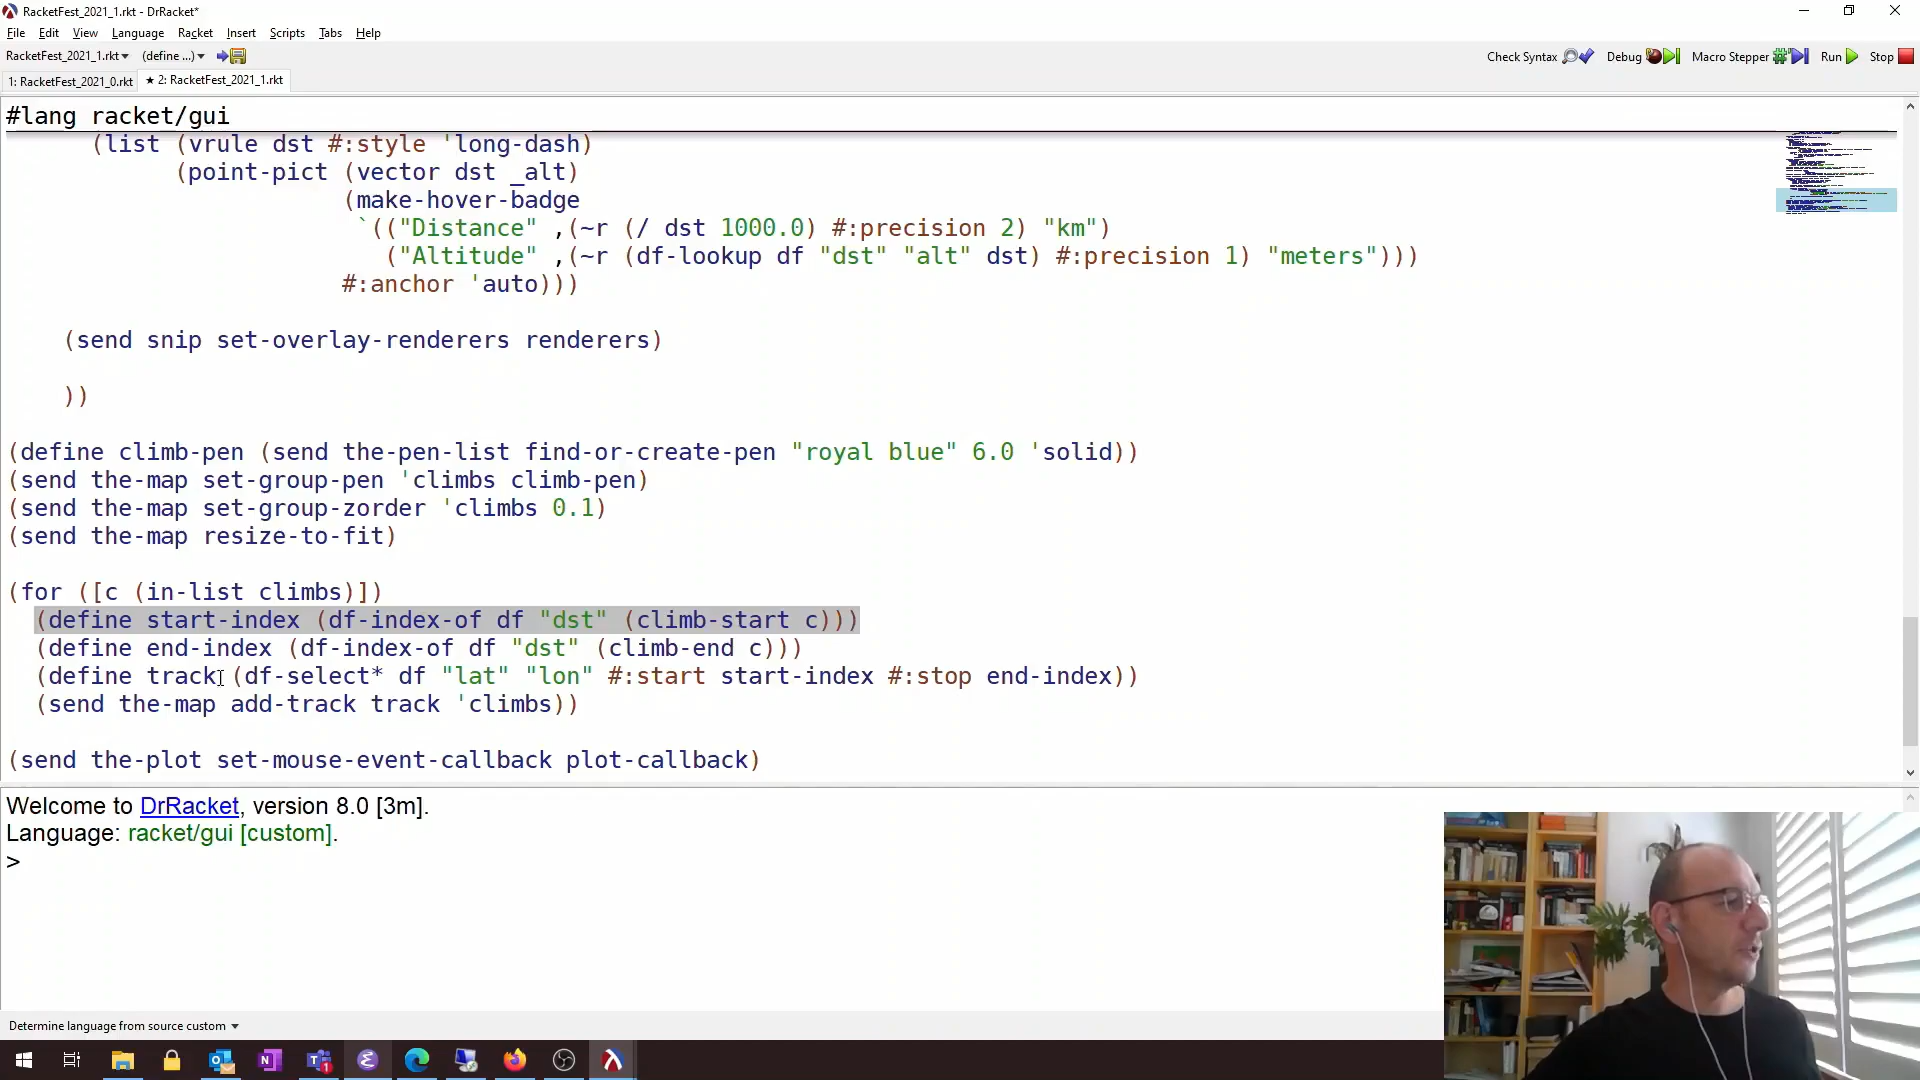 RacketFest_2021_1.rkt - DrRacket*
File Edit View Language Racket Insert Scripts Tabs Help
RacketFest_2021_1.rkt▾ (define ...)▾ Check Syntax Debug Macro Stepper Run Stop
1: RacketFest_2021_0.rkt ★ 2: RacketFest_2021_1.rkt
#lang racket/gui
(list (vrule dst #:style 'long-dash)
(point-pict (vector dst _alt)
(make-hover-badge
`(("Distance" ,(~r (/ dst 1000.0) #:precision 2) "km")
("Altitude" ,(~r (df-lookup df "dst" "alt" dst) #:precision 1) "meters")))
#:anchor 'auto)))
(send snip set-overlay-renderers renderers)
))
(define climb-pen (send the-pen-list find-or-create-pen "royal blue" 6.0 'solid))
(send the-map set-group-pen 'climbs climb-pen)
(send the-map set-group-zorder 'climbs 0.1)
(send the-map resize-to-fit)
(for ([c (in-list climbs)])
(define start-index (df-index-of df "dst" (climb-start c)))
(define end-index (df-index-of df "dst" (climb-end c)))
(define track (df-select* df "lat" "lon" #:start start-index #:stop end-index))
(send the-map add-track track 'climbs))
(send the-plot set-mouse-event-callback plot-callback)
Welcome to DrRacket, version 8.0 [3m].
Language: racket/gui [custom].
>
Determine language from source custom ▾